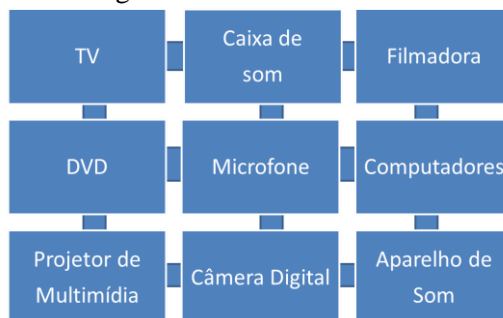 TV
Caixa de
som
Filmadora
DVD
Microfone
Computadores
Projetor de
Multimídia
Câmera Digital
Aparelho de
Som